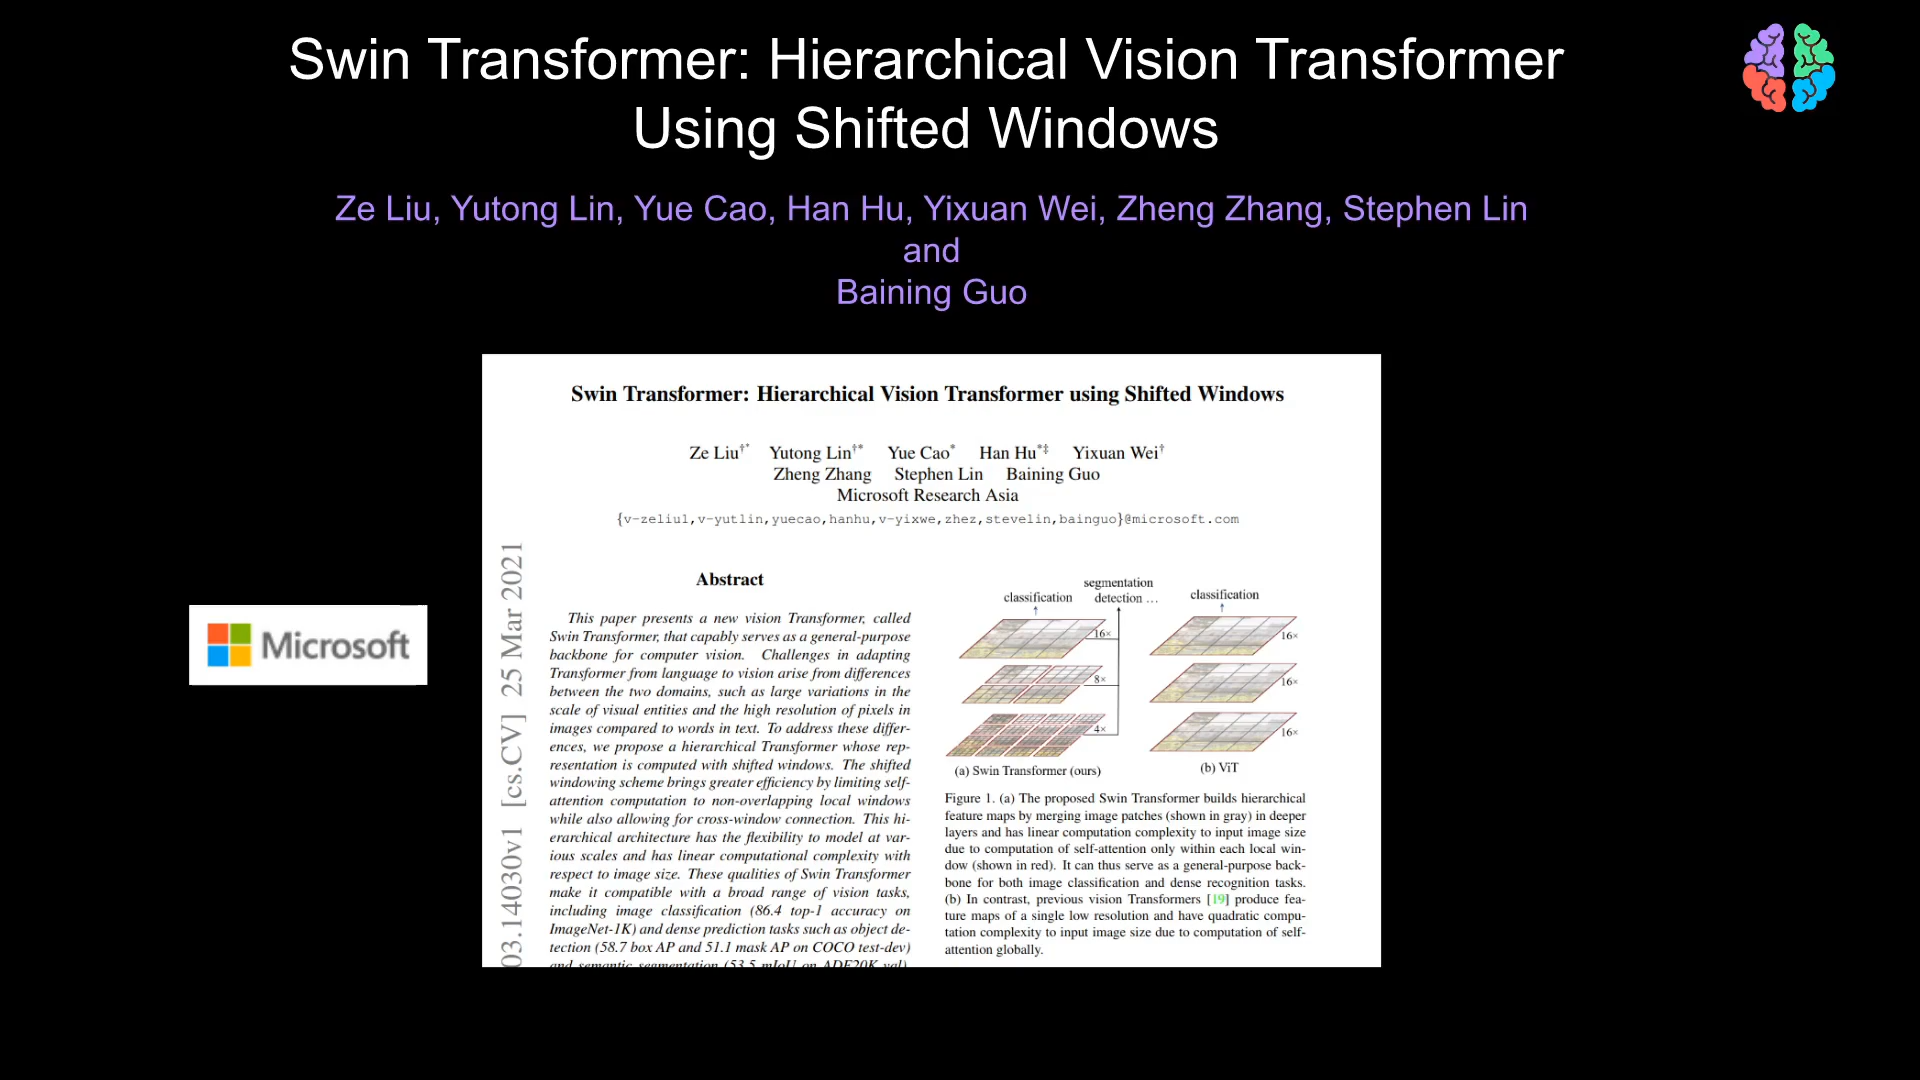 Swin Transformer: Hierarchical Vision Transformer
Using Shifted Windows
Ze Liu, Yutong Lin, Yue Cao, Han Hu, Yixuan Wei, Zheng Zhang, Stephen Lin
and
Baining Guo
Microsoft
Swin Transformer: Hierarchical Vision Transformer using Shifted Windows
Ze Liu†* Yutong Lin†* Yue Cao* Han Hu*‡ Yixuan Wei†
Zheng Zhang Stephen Lin Baining Guo
Microsoft Research Asia
{v-zeliu1,v-yutlin,yuecao,hanhu,v-yixwe,zhez,stevelin,bainguo}@microsoft.com
03.14030v1 [cs.CV] 25 Mar 2021
Abstract
This paper presents a new vision Transformer, called
Swin Transformer, that capably serves as a general-purpose
backbone for computer vision. Challenges in adapting
Transformer from language to vision arise from differences
between the two domains, such as large variations in the
scale of visual entities and the high resolution of pixels in
images compared to words in text. To address these differ-
ences, we propose a hierarchical Transformer whose rep-
resentation is computed with shifted windows. The shifted
windowing scheme brings greater efficiency by limiting self-
attention computation to non-overlapping local windows
while also allowing for cross-window connection. This hi-
erarchical architecture has the flexibility to model at var-
ious scales and has linear computational complexity with
respect to image size. These qualities of Swin Transformer
make it compatible with a broad range of vision tasks,
including image classification (86.4 top-1 accuracy on
ImageNet-1K) and dense prediction tasks such as object de-
tection (58.7 box AP and 51.1 mask AP on COCO test-dev)
and semantic segmentation (53.5 mIoU on ADE20K val).
segmentation
classification detection ...
16×
8×
4×
(a) Swin Transformer (ours)
classification
16×
16×
16×
(b) ViT
Figure 1. (a) The proposed Swin Transformer builds hierarchical
feature maps by merging image patches (shown in gray) in deeper
layers and has linear computation complexity to input image size
due to computation of self-attention only within each local win-
dow (shown in red). It can thus serve as a general-purpose back-
bone for both image classification and dense recognition tasks.
(b) In contrast, previous vision Transformers [19] produce fea-
ture maps of a single low resolution and have quadratic compu-
tation complexity to input image size due to computation of self-
attention globally.